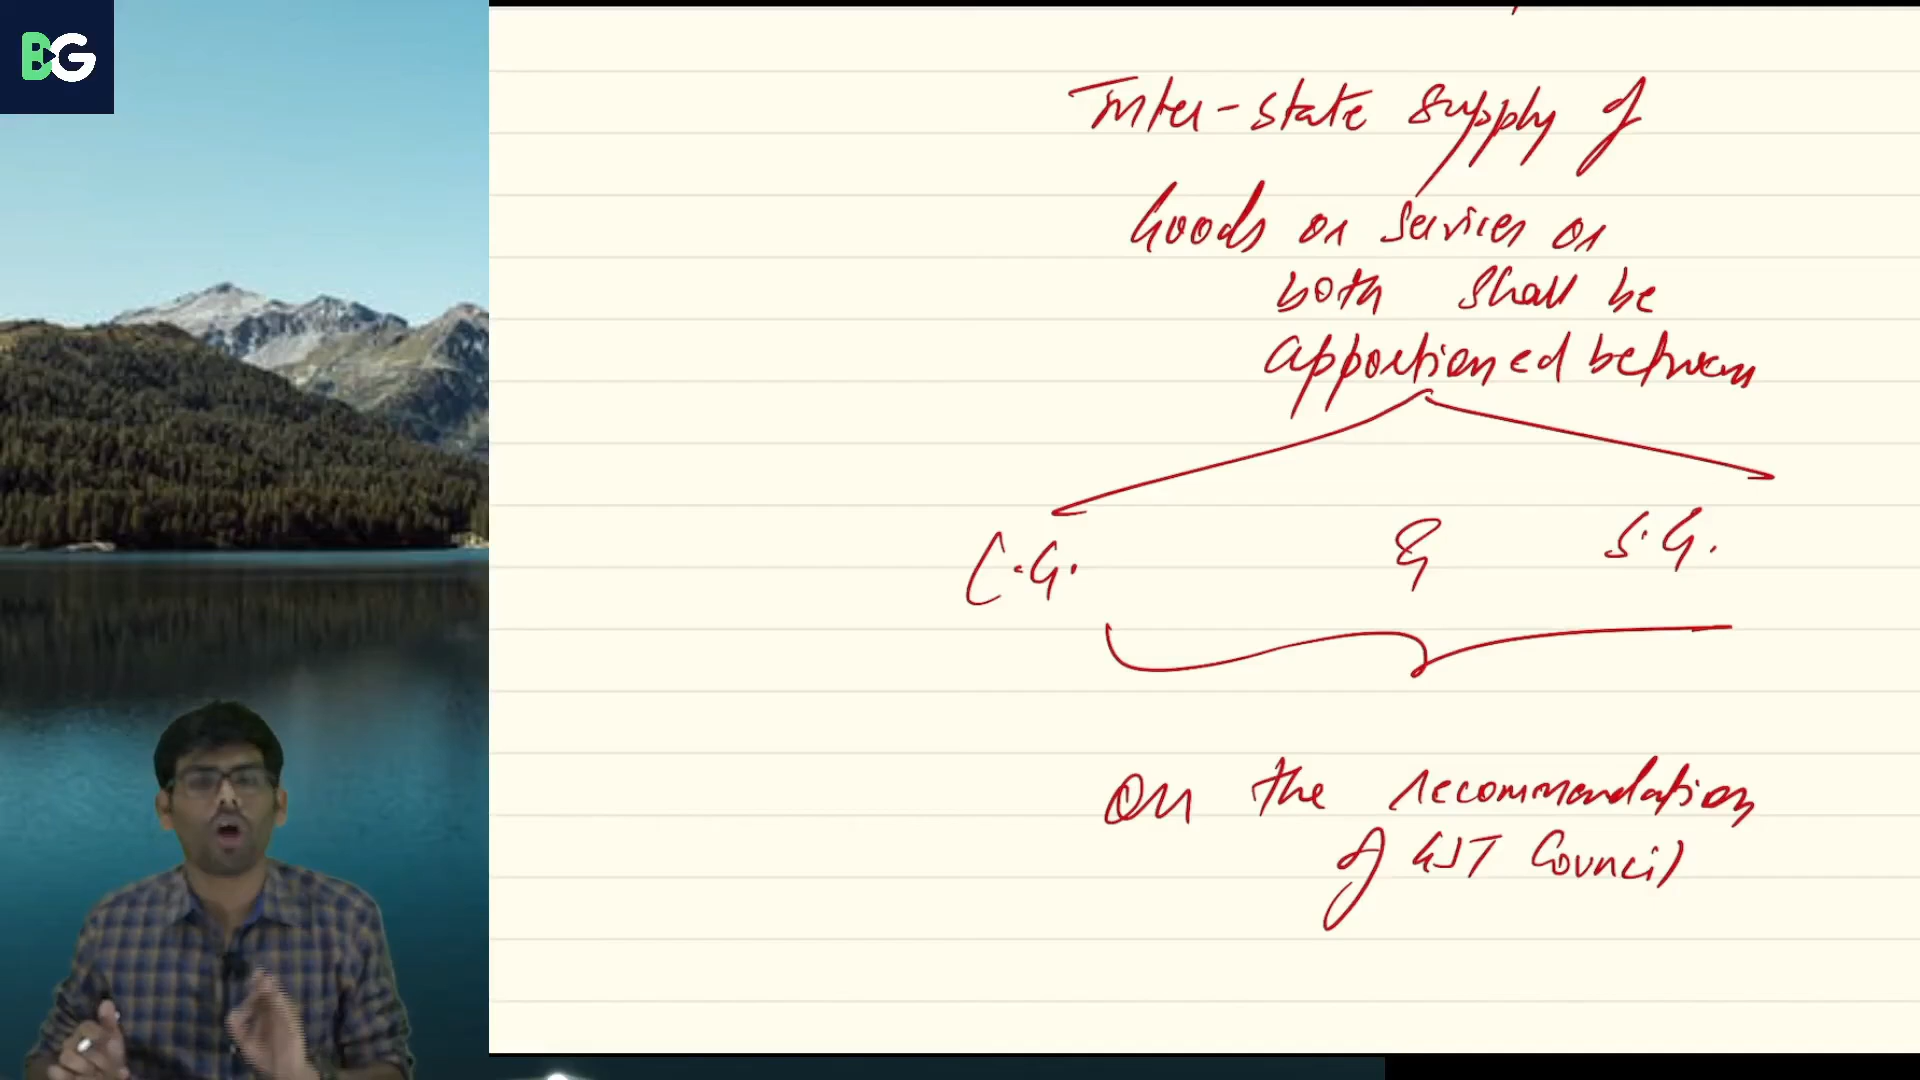 BG
Inter-state supply of
Goods or services or
both shall be
apportioned between
C.G. & S.G.
on the recommendation
of GST Council